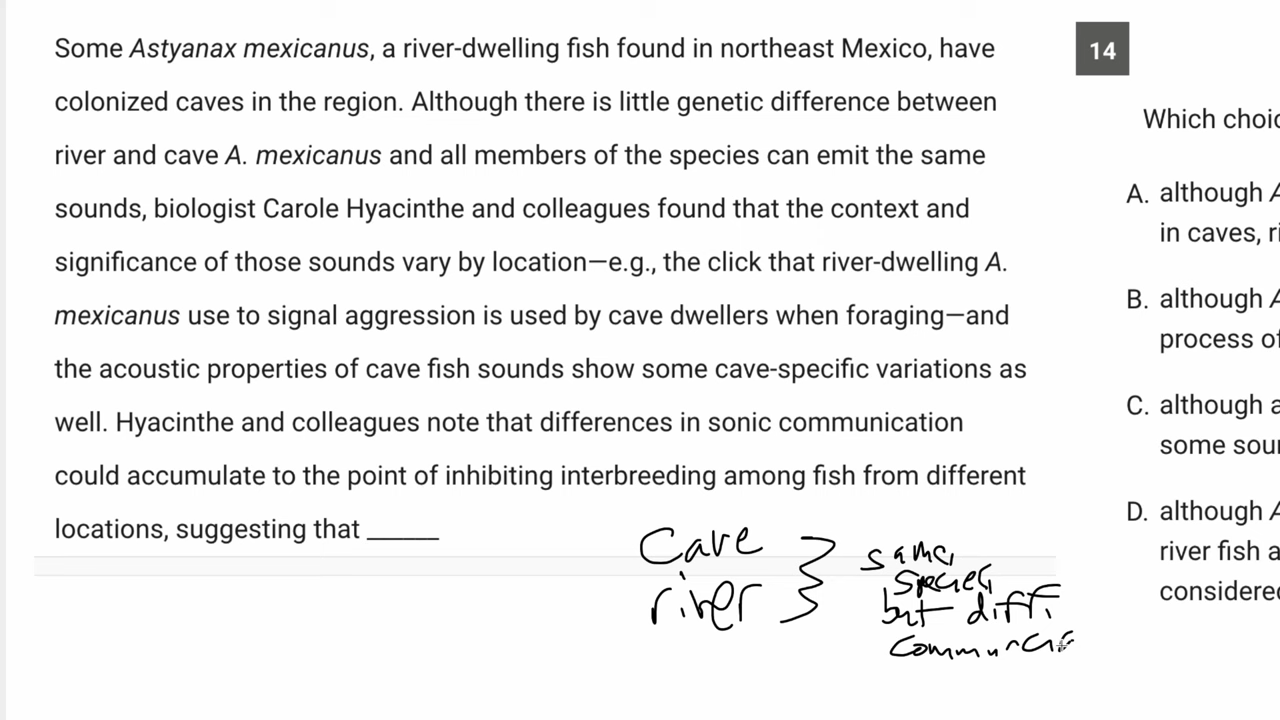 Some Astyanax mexicanus, a river-dwelling fish found in northeast Mexico, have
colonized caves in the region. Although there is little genetic difference between
river and cave A. mexicanus and all members of the species can emit the same
sounds, biologist Carole Hyacinthe and colleagues found that the context and
significance of those sounds vary by location—e.g., the click that river-dwelling A.
mexicanus use to signal aggression is used by cave dwellers when foraging—and
the acoustic properties of cave fish sounds show some cave-specific variations as
well. Hyacinthe and colleagues note that differences in sonic communication
could accumulate to the point of inhibiting interbreeding among fish from different
locations, suggesting that ______
Cave
river
same
species
but diff
14
Which choic
A. although A
in caves, ri
B. although A
process of
C. although a
some soun
D. although A
river fish a
considered